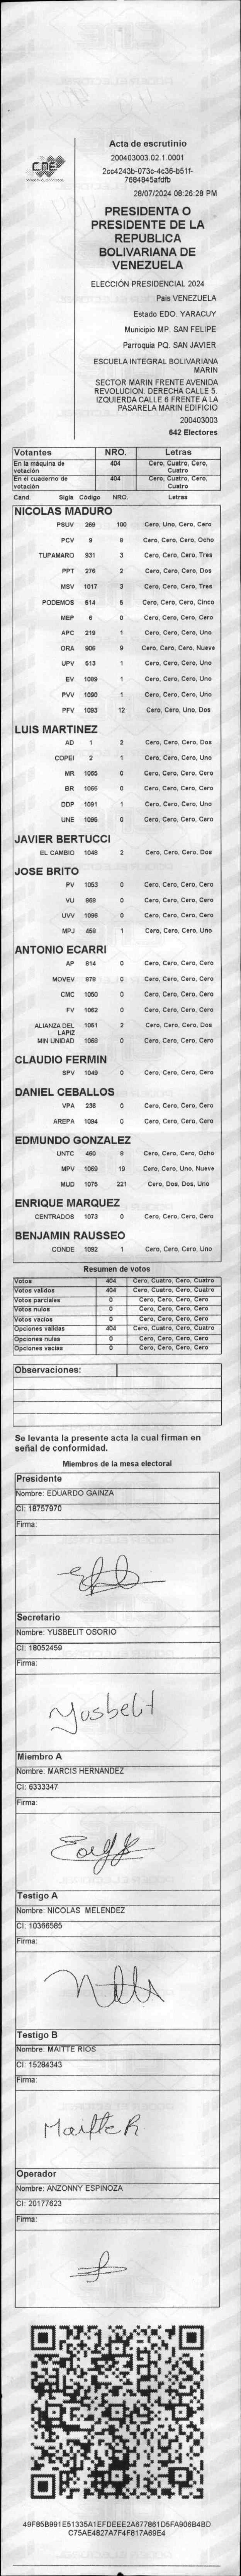 CNE
Acta de escrutinio
200403003.02.1.0001
2cc4243b-073c-4c36-b51f-
7684845afdfb
28/07/2024 08:26:28 PM
PRESIDENTA O
PRESIDENTE DE LA
REPUBLICA
BOLIVARIANA DE
VENEZUELA
ELECCIÓN PRESIDENCIAL 2024
País VENEZUELA
Estado EDO. YARACUY
Municipio MP. SAN FELIPE
Parroquia PQ. SAN JAVIER
ESCUELA INTEGRAL BOLIVARIANA
MARIN
SECTOR MARIN FRENTE AVENIDA
REVOLUCION. DERECHA CALLE 5.
IZQUIERDA CALLE 6 FRENTE A LA
PASARELA MARIN EDIFICIO
200403003
642 Electores
Votantes NRO. Letras
En la máquina de votación 404 Cero, Cuatro, Cero, Cuatro
En el cuaderno de votación 404 Cero, Cuatro, Cero, Cuatro
Cand. Sigla Código NRO. Letras
NICOLAS MADURO
PSUV 269 100 Cero, Uno, Cero, Cero
PCV 9 8 Cero, Cero, Cero, Ocho
TUPAMARO 931 3 Cero, Cero, Cero, Tres
PPT 276 2 Cero, Cero, Cero, Dos
MSV 1017 3 Cero, Cero, Cero, Tres
PODEMOS 514 5 Cero, Cero, Cero, Cinco
MEP 6 0 Cero, Cero, Cero, Cero
APC 219 1 Cero, Cero, Cero, Uno
ORA 906 9 Cero, Cero, Cero, Nueve
UPV 513 1 Cero, Cero, Cero, Uno
EV 1089 1 Cero, Cero, Cero, Uno
PVV 1090 1 Cero, Cero, Cero, Uno
PFV 1093 12 Cero, Cero, Uno, Dos
LUIS MARTINEZ
AD 1 2 Cero, Cero, Cero, Dos
COPEI 2 1 Cero, Cero, Cero, Uno
MR 1065 0 Cero, Cero, Cero, Cero
BR 1066 0 Cero, Cero, Cero, Cero
DDP 1091 1 Cero, Cero, Cero, Uno
UNE 1095 0 Cero, Cero, Cero, Cero
JAVIER BERTUCCI
EL CAMBIO 1048 2 Cero, Cero, Cero, Dos
JOSE BRITO
PV 1053 0 Cero, Cero, Cero, Cero
VU 969 0 Cero, Cero, Cero, Cero
UVV 1096 0 Cero, Cero, Cero, Cero
MPJ 458 1 Cero, Cero, Cero, Uno
ANTONIO ECARRI
AP 814 0 Cero, Cero, Cero, Cero
MOVEV 979 0 Cero, Cero, Cero, Cero
CMC 1050 0 Cero, Cero, Cero, Cero
FV 1062 0 Cero, Cero, Cero, Cero
ALIANZA DEL LAPIZ 1051 2 Cero, Cero, Cero, Dos
MIN UNIDAD 1068 0 Cero, Cero, Cero, Cero
CLAUDIO FERMIN
SPV 1049 0 Cero, Cero, Cero, Cero
DANIEL CEBALLOS
VPA 236 0 Cero, Cero, Cero, Cero
AREPA 1094 0 Cero, Cero, Cero, Cero
EDMUNDO GONZALEZ
UNTC 460 8 Cero, Cero, Cero, Ocho
MPV 1069 19 Cero, Cero, Uno, Nueve
MUD 1075 221 Cero, Dos, Dos, Uno
ENRIQUE MARQUEZ
CENTRADOS 1073 0 Cero, Cero, Cero, Cero
BENJAMIN RAUSSEO
CONDE 1092 1 Cero, Cero, Cero, Uno
Resumen de votos
Votos 404 Cero, Cuatro, Cero, Cuatro
Votos validos 404 Cero, Cuatro, Cero, Cuatro
Votos parciales 0 Cero, Cero, Cero, Cero
Votos nulos 0 Cero, Cero, Cero, Cero
Votos vacios 0 Cero, Cero, Cero, Cero
Opciones validas 404 Cero, Cuatro, Cero, Cuatro
Opciones nulas 0 Cero, Cero, Cero, Cero
Opciones vacias 0 Cero, Cero, Cero, Cero
Observaciones:
Se levanta la presente acta la cual firman en
señal de conformidad.
Miembros de la mesa electoral
Presidente
Nombre: EDUARDO GAINZA
CI: 18757970
Firma:
Secretario
Nombre: YUSBELIT OSORIO
CI: 18052459
Firma:
Yusbelit
Miembro A
Nombre: MARCIS HERNANDEZ
CI: 6333347
Firma:
Testigo A
Nombre: NICOLAS MELENDEZ
CI: 10366585
Firma:
Testigo B
Nombre: MAITTE RIOS
CI: 15284343
Firma:
Maitte R
Operador
Nombre: ANZONNY ESPINOZA
CI: 20177623
Firma:
49F85B991E51335A1EFDEEE2A677861D5FA906B4BD
C75AE4827A7F4F817A69E4